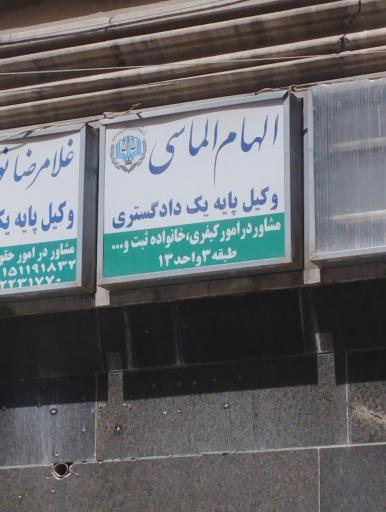 الهام الماسی
وکیل پایه یک دادگستری
مشاور در امور کیفری، خانواده ثبت و...
طبقه ۳ واحد ۱۳
غلامرضا
وکیل پایه یک
مشاور در امور